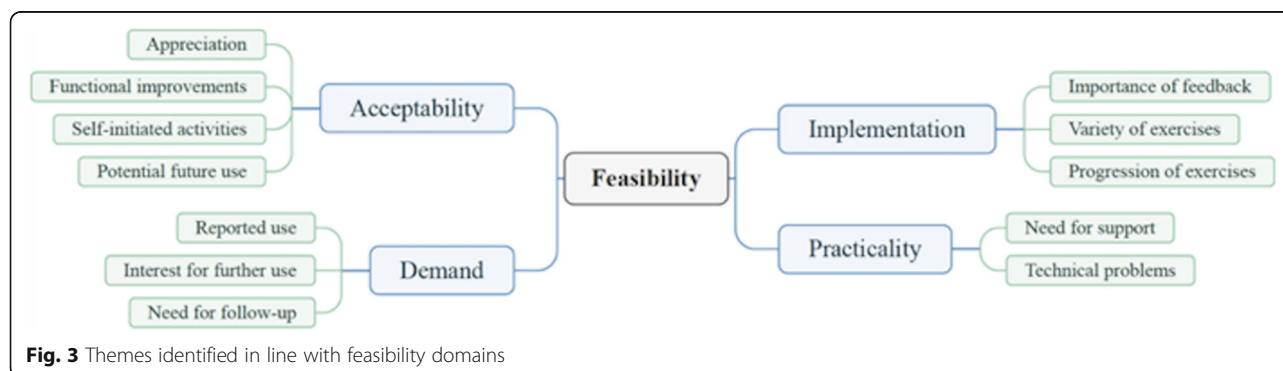 Appreciation
Functional improvements
Self-initiated activities
Potential future use
Acceptability
Reported use
Interest for further use
Need for follow-up
Demand
Feasibility
Implementation
Importance of feedback
Variety of exercises
Progression of exercises
Practicality
Need for support
Technical problems
Fig. 3 Themes identified in line with feasibility domains